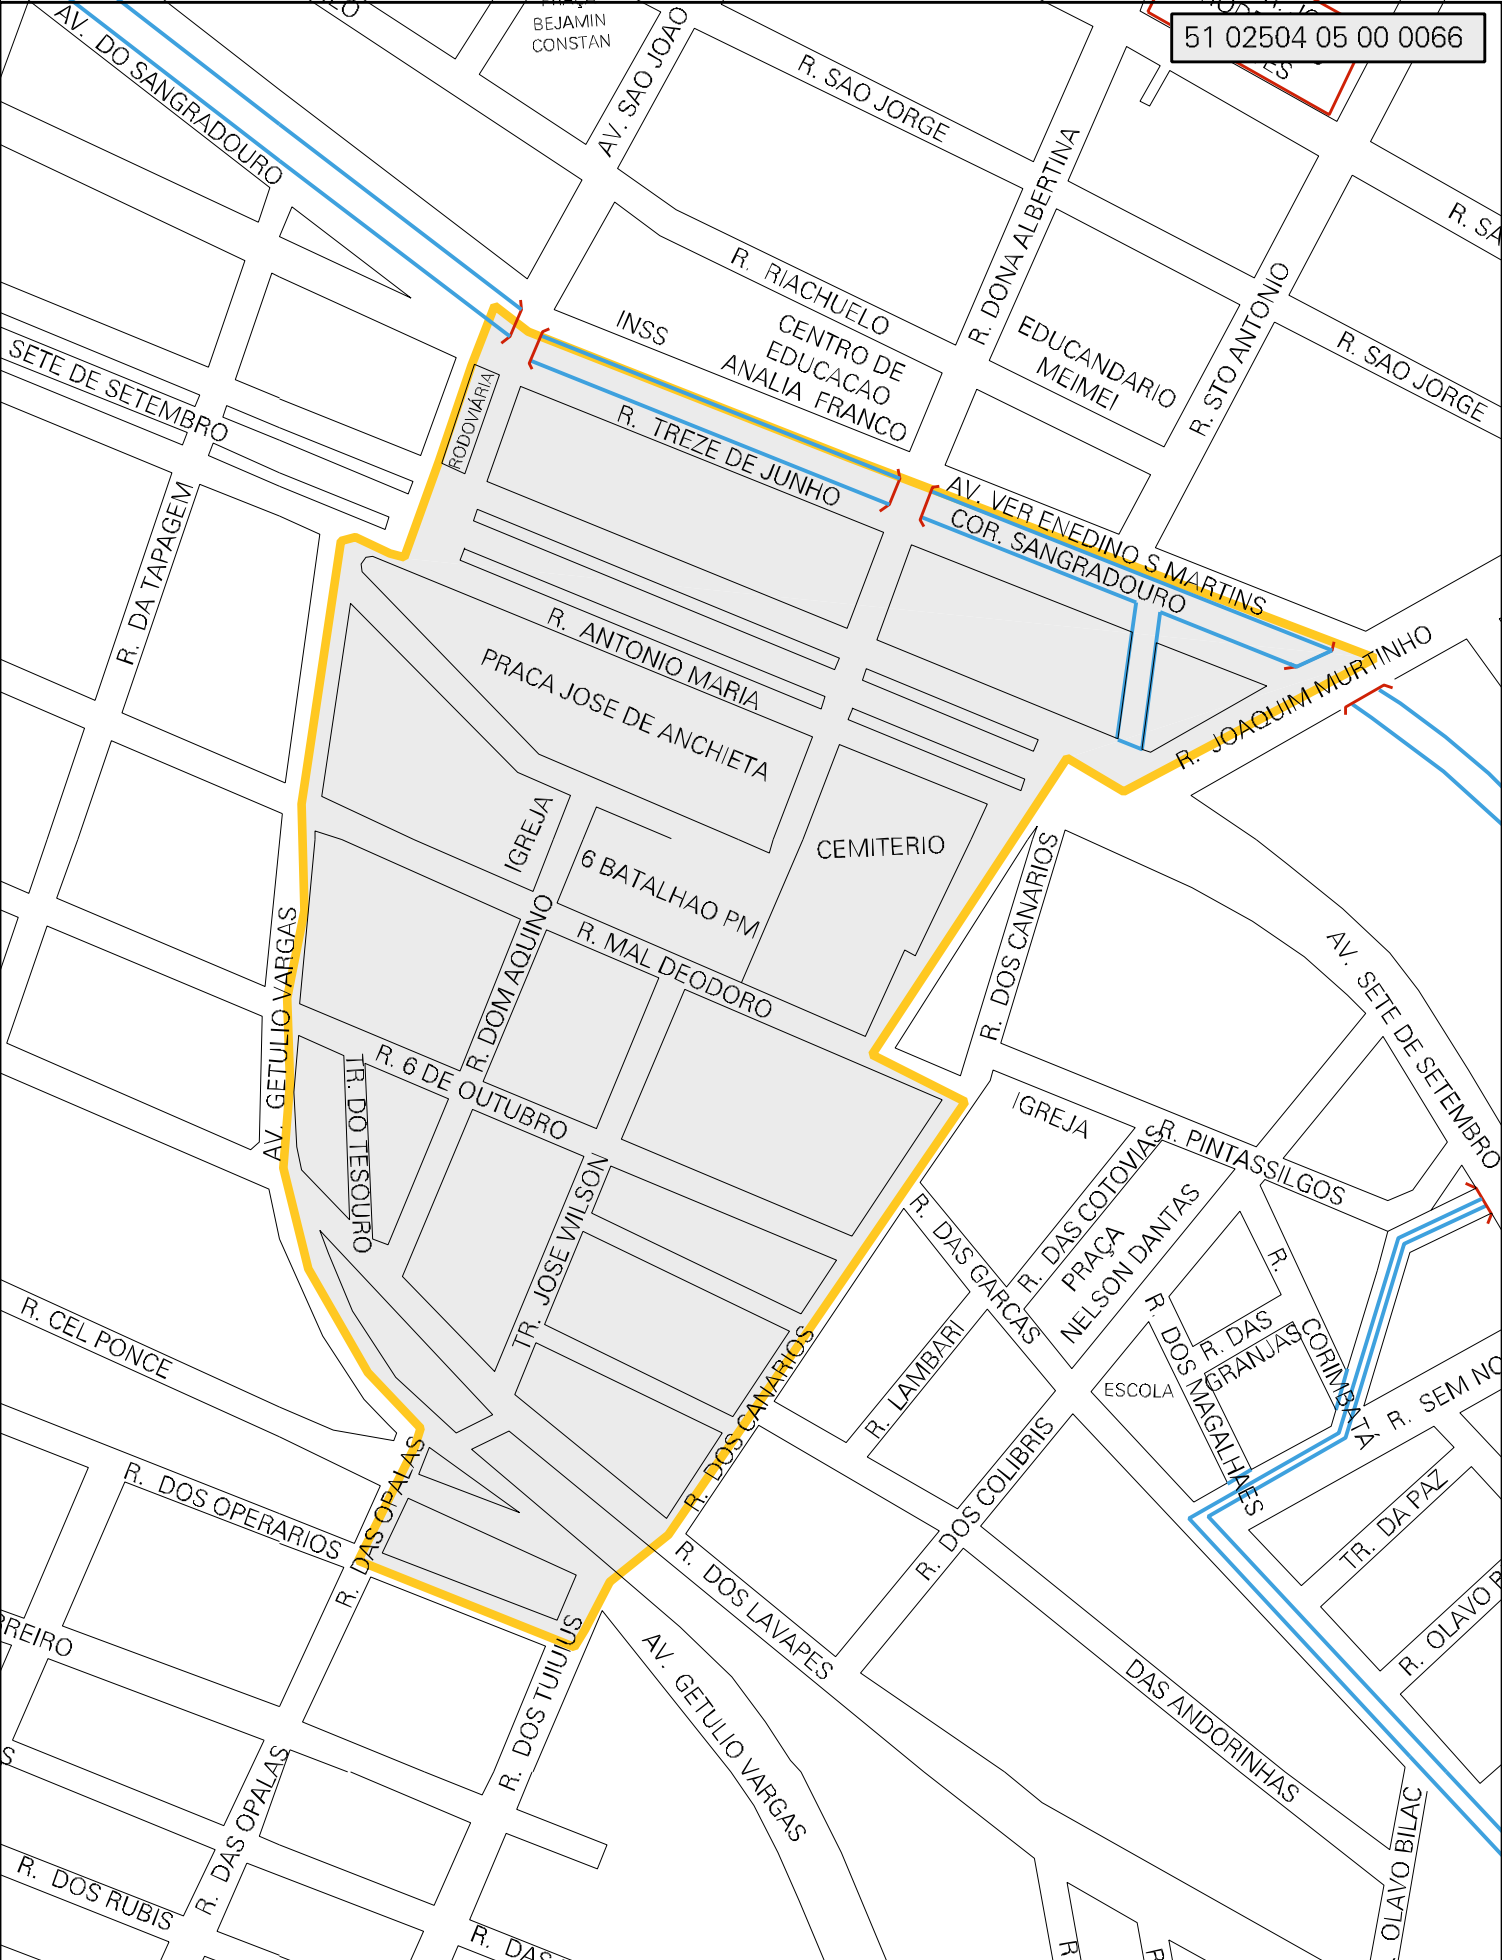 51 02504 05 00 0066
BEJAMIN
CONSTAN
AV. DO SANGRADOURO
AV. SAO JOAO
R. SAO JORGE
R. DONA ALBERTINA
R. STO ANTONIO
R. SA
R. SAO JORGE
R. RIACHUELO
INSS
CENTRO DE
EDUCACAO
ANALIA FRANCO
EDUCANDARIO
MEIMEI
SETE DE SETEMBRO
RODOVIÁRIA
R. TREZE DE JUNHO
AV. VER ENEDINO S MARTINS
COR. SANGRADOURO
R. DA TAPAGEM
R. ANTONIO MARIA
PRACA JOSE DE ANCHIETA
R. JOAQUIM MURTINHO
IGREJA
6 BATALHAO PM
CEMITERIO
R. DOS CANARIOS
AV. SETE DE SETEMBRO
AV. GETULIO VARGAS
R. DOM AQUINO
R. MAL DEODORO
R. 6 DE OUTUBRO
TR. DO TESOURO
TR. JOSE WILSON
IGREJA
R. PINTASSILGOS
R. DAS COTOVIAS
PRAÇA
NELSON DANTAS
R. DAS GARCAS
R. LAMBARI
R. DOS MAGALHAES
R. DAS
GRANJAS
R. CORIMBATÁ
ESCOLA
R. SEM NO
R. CEL PONCE
R. DOS CANARIOS
R. DOS COLIBRIS
TR. DA PAZ
R. OLAVO B
R. DOS OPERARIOS
R. DAS OPALAS
R. DOS LAVAPES
RREIRO
R. DOS TUIUIUS
AV. GETULIO VARGAS
DAS ANDORINHAS
S
R. DAS OPALAS
OLAVO BILAC
R. DOS RUBIS
R. DAS
R